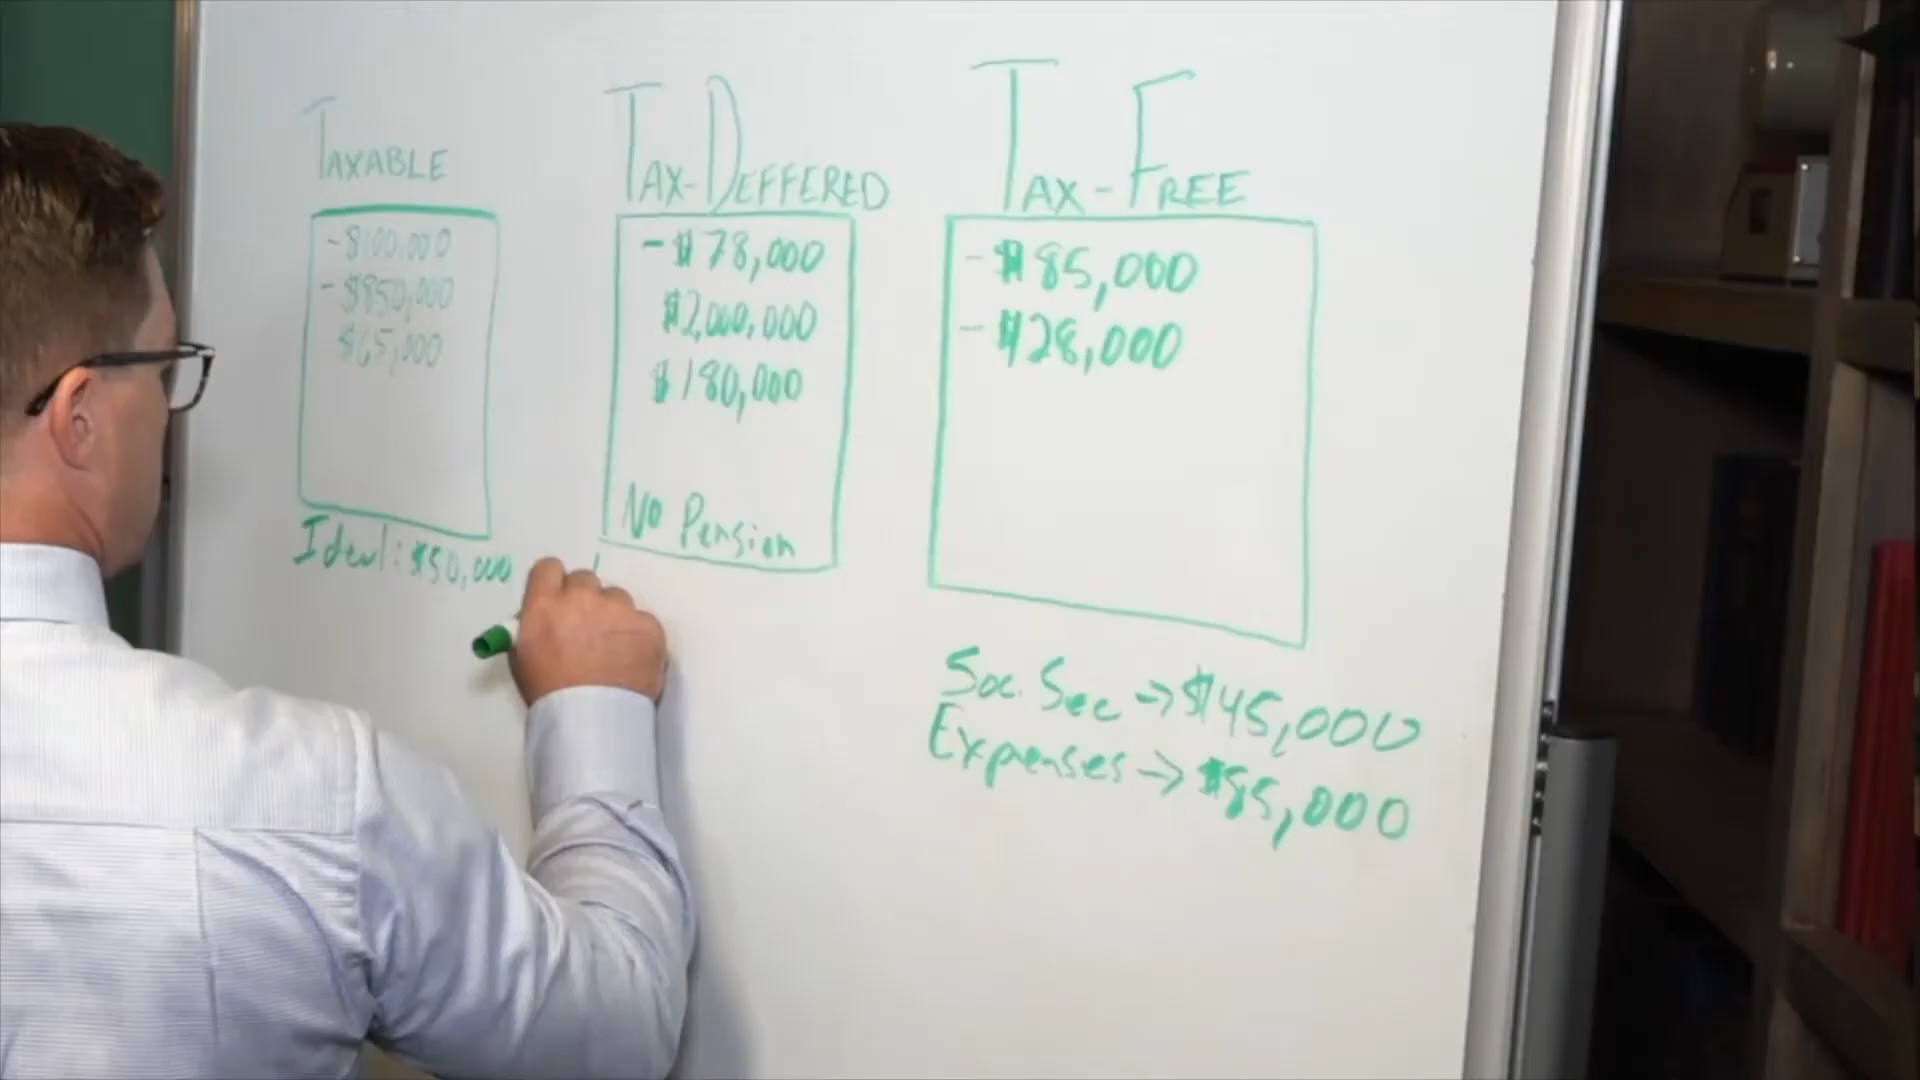 TAXABLE
-$100,000
-$850,000
$65,000
Ideal: $50,000
TAX-DEFFERED
-$78,000
$2,000,000
$180,000
No Pension
TAX-FREE
-$85,000
-$28,000
Soc. Sec -> $45,000
Expenses -> $85,000